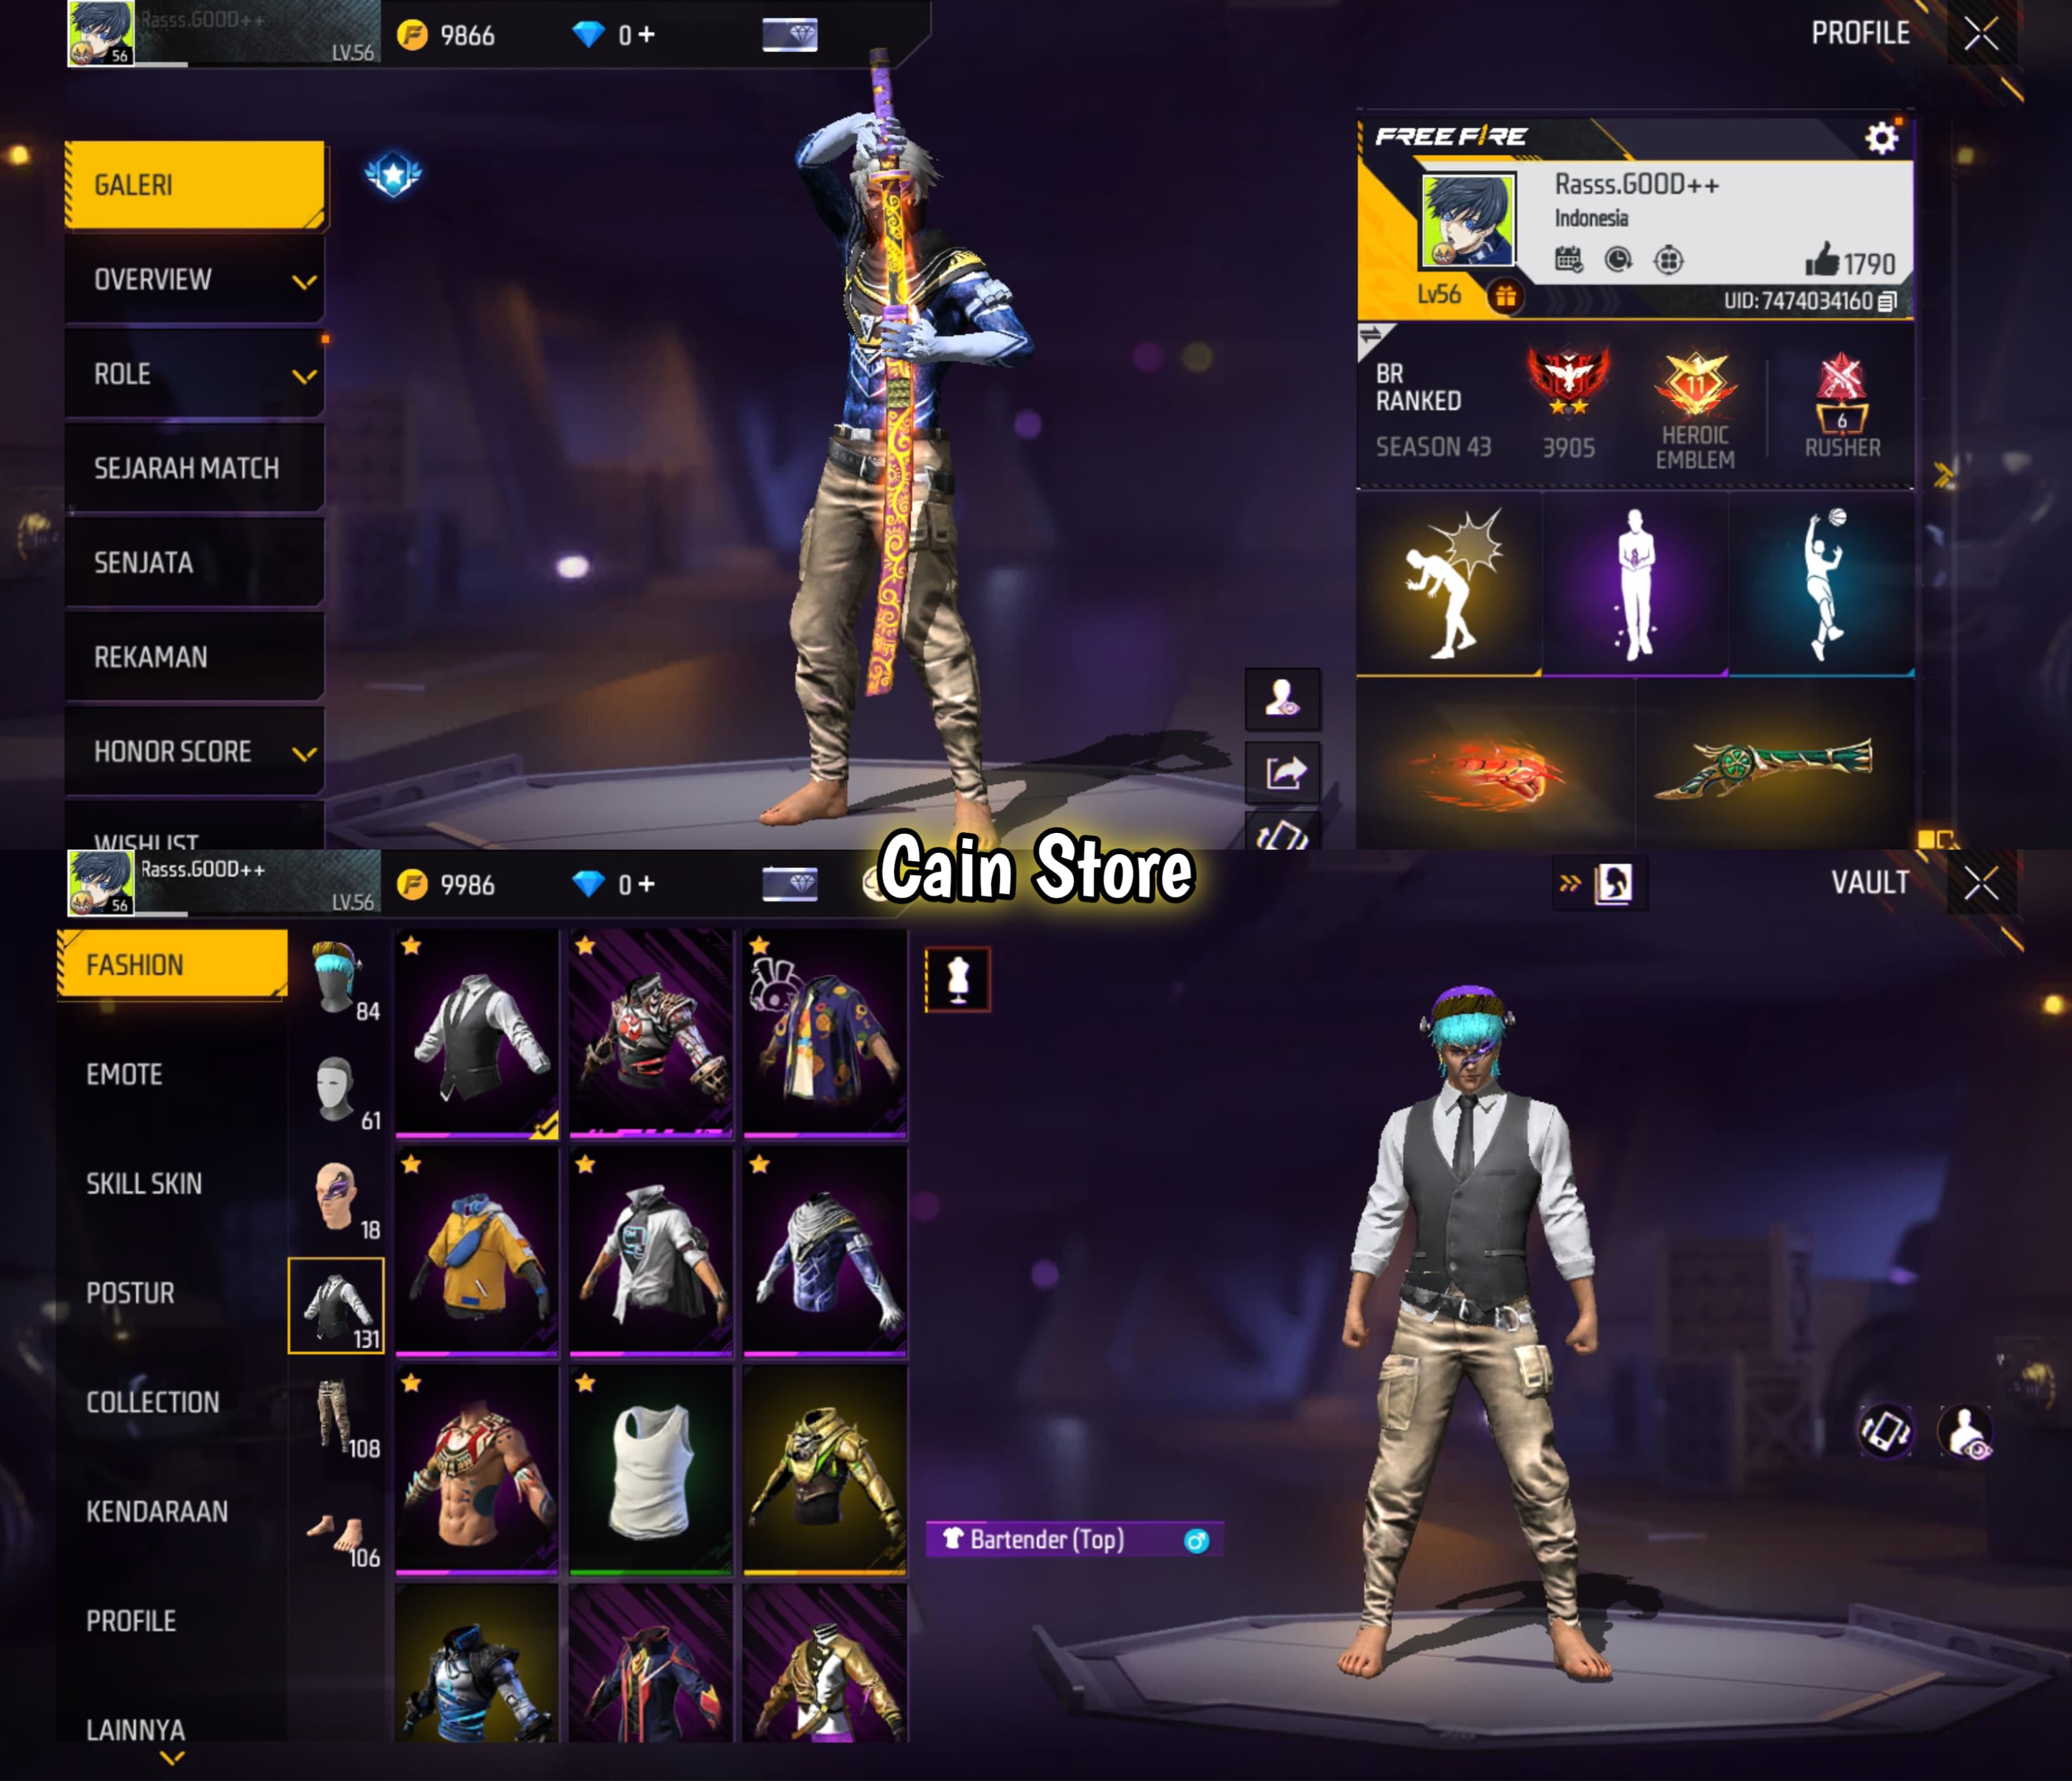 Rasss.GOOD++
56
LV.56
9866
0 +
PROFILE
GALERI
OVERVIEW
ROLE
SEJARAH MATCH
SENJATA
REKAMAN
HONOR SCORE
WISHLIST
FREE FIRE
Rasss.GOOD++
Indonesia
1790
Lv56
UID: 7474034160
BR
RANKED
SEASON 43
3905
11
HEROIC
EMBLEM
6
RUSHER
Cain Store
Rasss.GOOD++
56
LV.56
9986
0 +
VAULT
FASHION
EMOTE
SKILL SKIN
POSTUR
COLLECTION
KENDARAAN
PROFILE
LAINNYA
84
61
18
131
108
106
Bartender (Top)